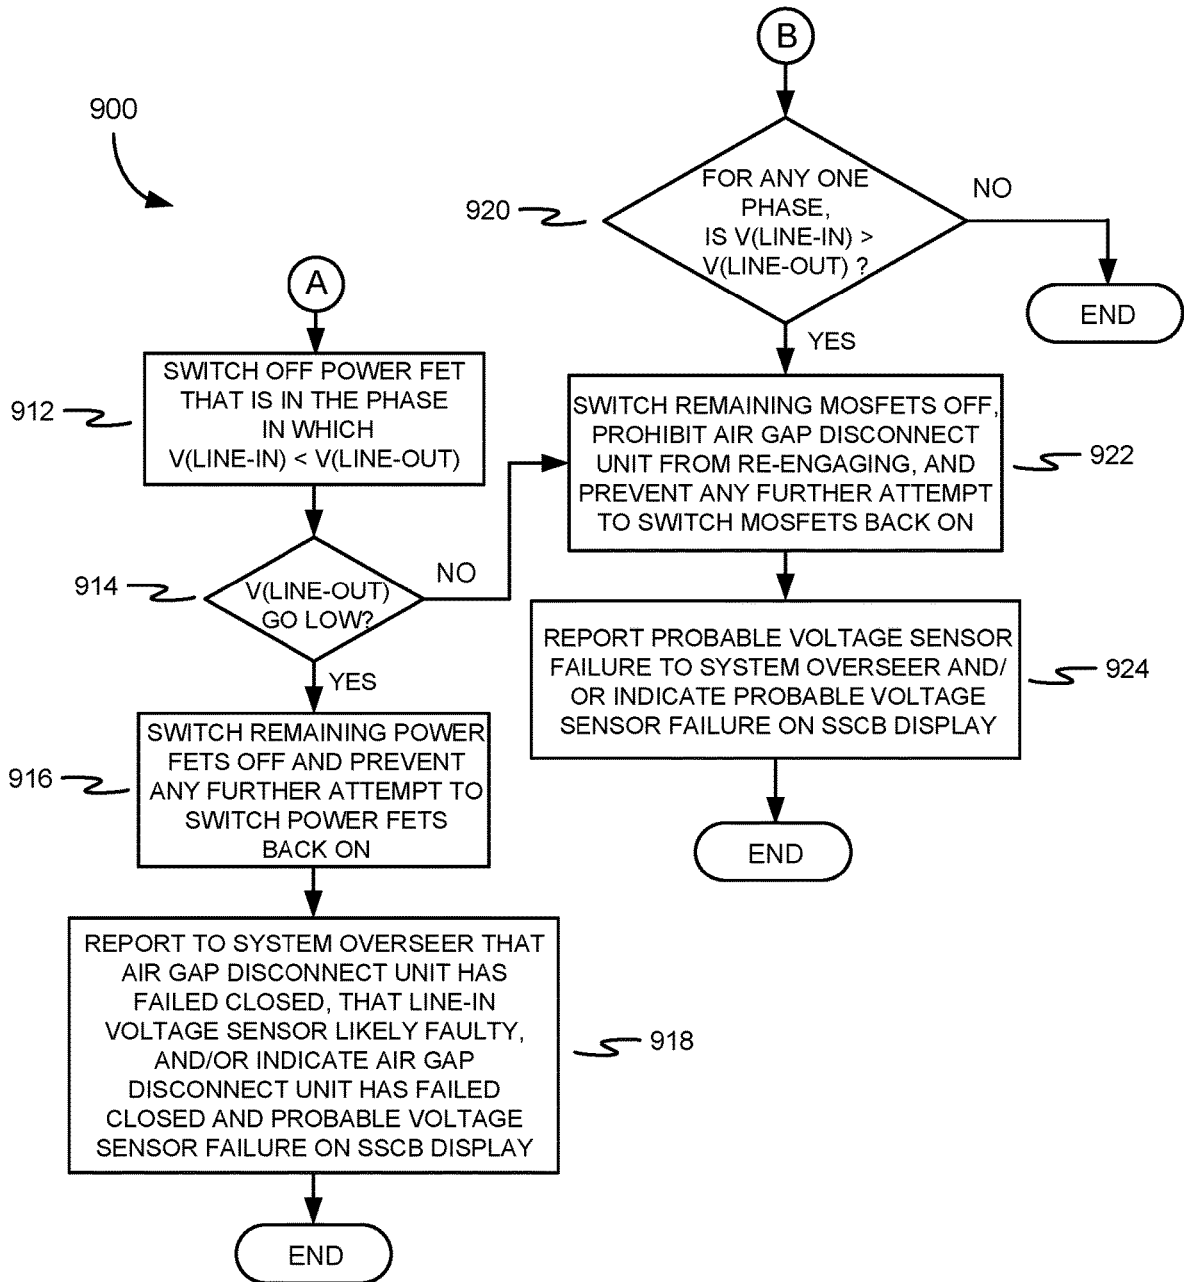 900
A
912
SWITCH OFF POWER FET
THAT IS IN THE PHASE
IN WHICH
V(LINE-IN) < V(LINE-OUT)
914
V(LINE-OUT)
GO LOW?
NO
YES
916
SWITCH REMAINING POWER
FETS OFF AND PREVENT
ANY FURTHER ATTEMPT TO
SWITCH POWER FETS
BACK ON
REPORT TO SYSTEM OVERSEER THAT
AIR GAP DISCONNECT UNIT HAS
FAILED CLOSED, THAT LINE-IN
VOLTAGE SENSOR LIKELY FAULTY,
AND/OR INDICATE AIR GAP
DISCONNECT UNIT HAS FAILED
CLOSED AND PROBABLE VOLTAGE
SENSOR FAILURE ON SSCB DISPLAY
918
END
B
920
FOR ANY ONE
PHASE,
IS V(LINE-IN) >
V(LINE-OUT) ?
NO
END
YES
SWITCH REMAINING MOSFETS OFF,
PROHIBIT AIR GAP DISCONNECT
UNIT FROM RE-ENGAGING, AND
PREVENT ANY FURTHER ATTEMPT
TO SWITCH MOSFETS BACK ON
922
REPORT PROBABLE VOLTAGE SENSOR
FAILURE TO SYSTEM OVERSEER AND/
OR INDICATE PROBABLE VOLTAGE
SENSOR FAILURE ON SSCB DISPLAY
924
END